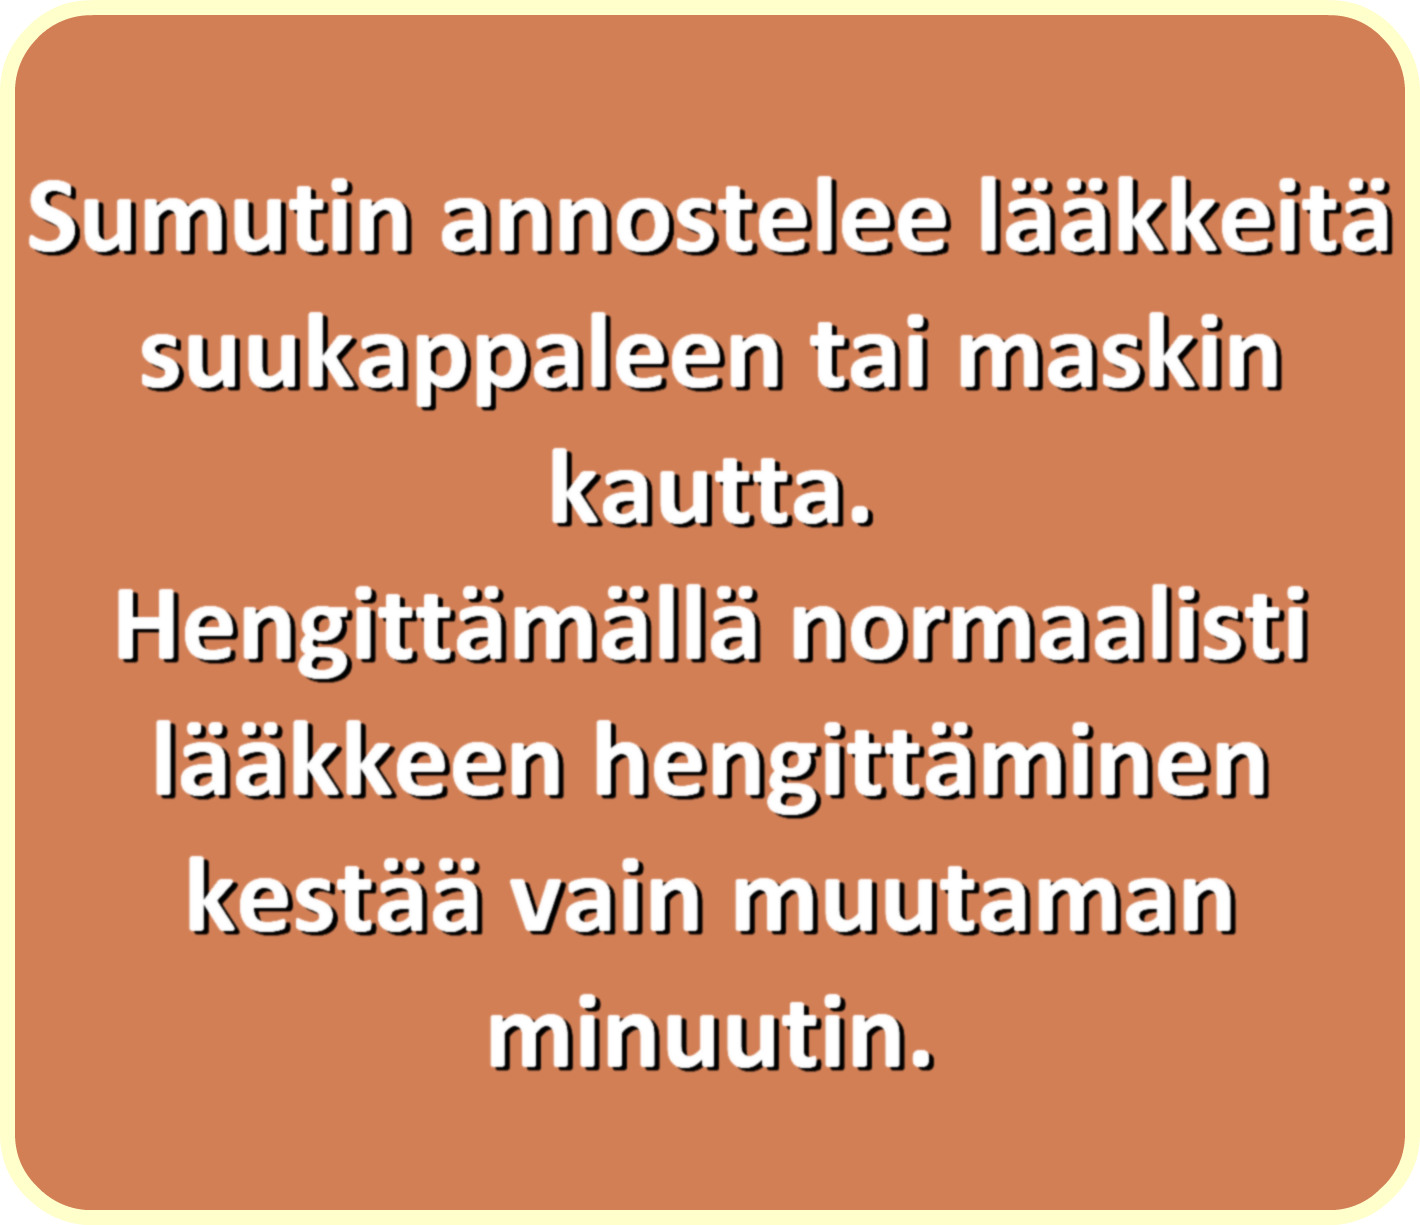 Sumutin annostelee lääkkeitä
suukappaleen tai maskin
kautta.
Hengittämällä normaalisti
lääkkeen hengittäminen
kestää vain muutaman
minuutin.